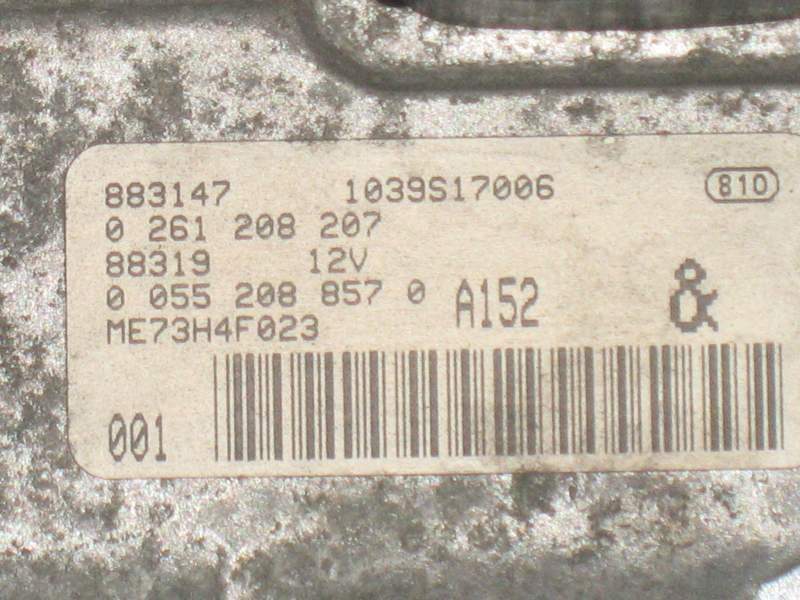 883147 1039S17006 810
0 261 208 207
88319 12V
0 055 208 857 0 A152 &
ME73H4F023
001